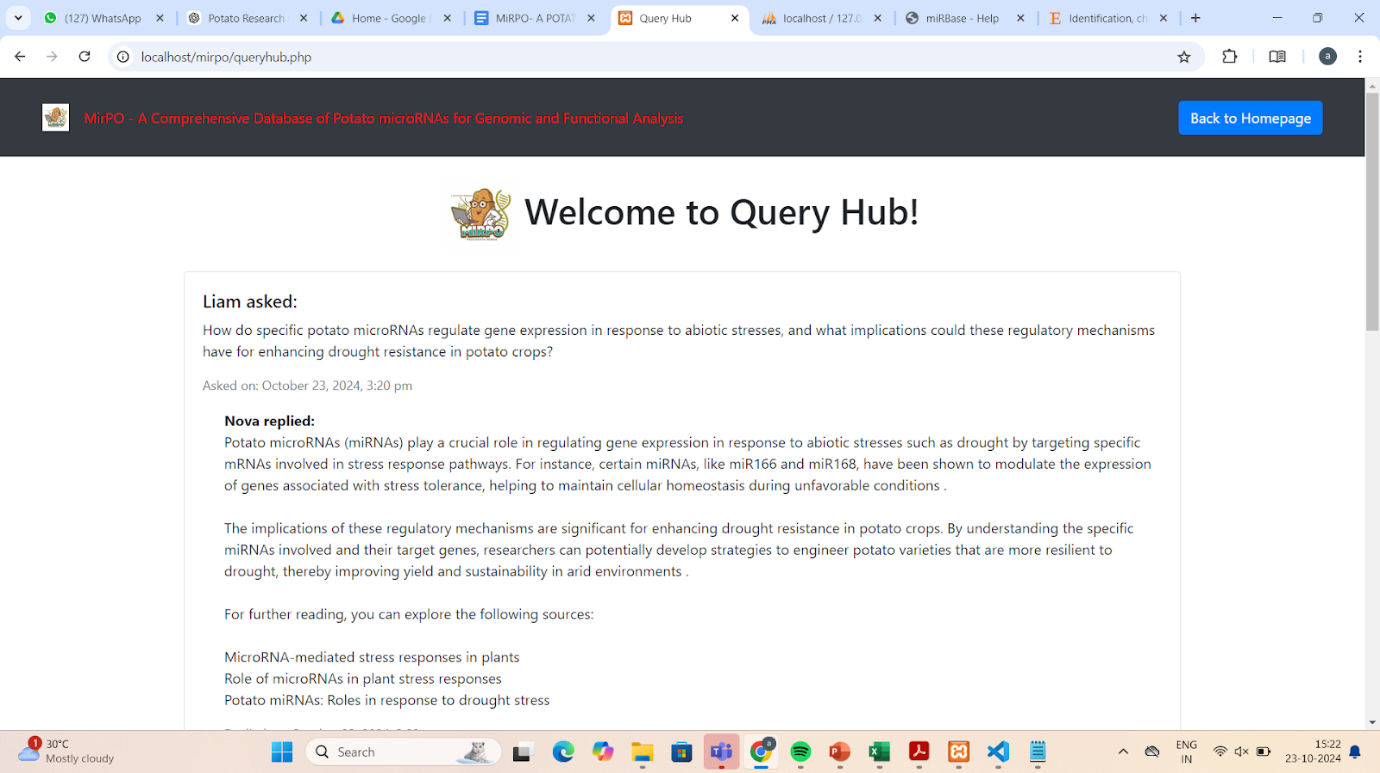 (127) WhatsApp
Potato Research
Home - Google
MiRPO- A POTAT
Query Hub
localhost / 127.0
miRBase - Help
Identification, ch
localhost/mirpo/queryhub.php
a
MirPO - A Comprehensive Database of Potato microRNAs for Genomic and Functional Analysis
Back to Homepage
MiRPO
Welcome to Query Hub!
Liam asked:
How do specific potato microRNAs regulate gene expression in response to abiotic stresses, and what implications could these regulatory mechanisms
have for enhancing drought resistance in potato crops?
Asked on: October 23, 2024, 3:20 pm
Nova replied:
Potato microRNAs (miRNAs) play a crucial role in regulating gene expression in response to abiotic stresses such as drought by targeting specific
mRNAs involved in stress response pathways. For instance, certain miRNAs, like miR166 and miR168, have been shown to modulate the expression
of genes associated with stress tolerance, helping to maintain cellular homeostasis during unfavorable conditions .
The implications of these regulatory mechanisms are significant for enhancing drought resistance in potato crops. By understanding the specific
miRNAs involved and their target genes, researchers can potentially develop strategies to engineer potato varieties that are more resilient to
drought, thereby improving yield and sustainability in arid environments .
For further reading, you can explore the following sources:
MicroRNA-mediated stress responses in plants
Role of microRNAs in plant stress responses
Potato miRNAs: Roles in response to drought stress
1
30°C
Mostly cloudy
Search
ENG
IN
15:22
23-10-2024